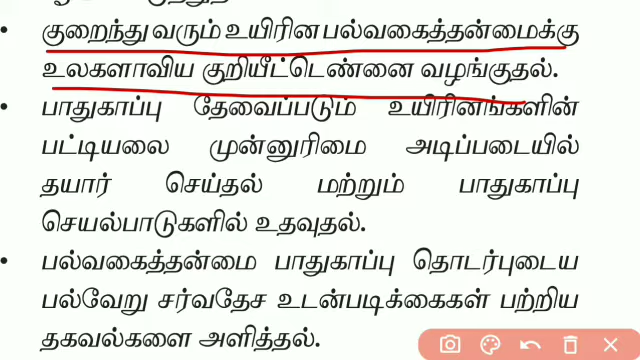 குறைந்து வரும் உயிரின பல்வகைத்தன்மைக்கு
உலகளாவிய குறியீட்டெண்னை வழங்குதல்.
பாதுகாப்பு தேவைப்படும் உயிரினங்களின்
பட்டியலை முன்னுரிமை அடிப்படையில்
தயார் செய்தல் மற்றும் பாதுகாப்பு
செயல்பாடுகளில் உதவுதல்.
பல்வகைத்தன்மை பாதுகாப்பு தொடர்புடைய
பல்வேறு சர்வதேச உடன்படிக்கைகள் பற்றிய
தகவல்களை அளித்தல்.